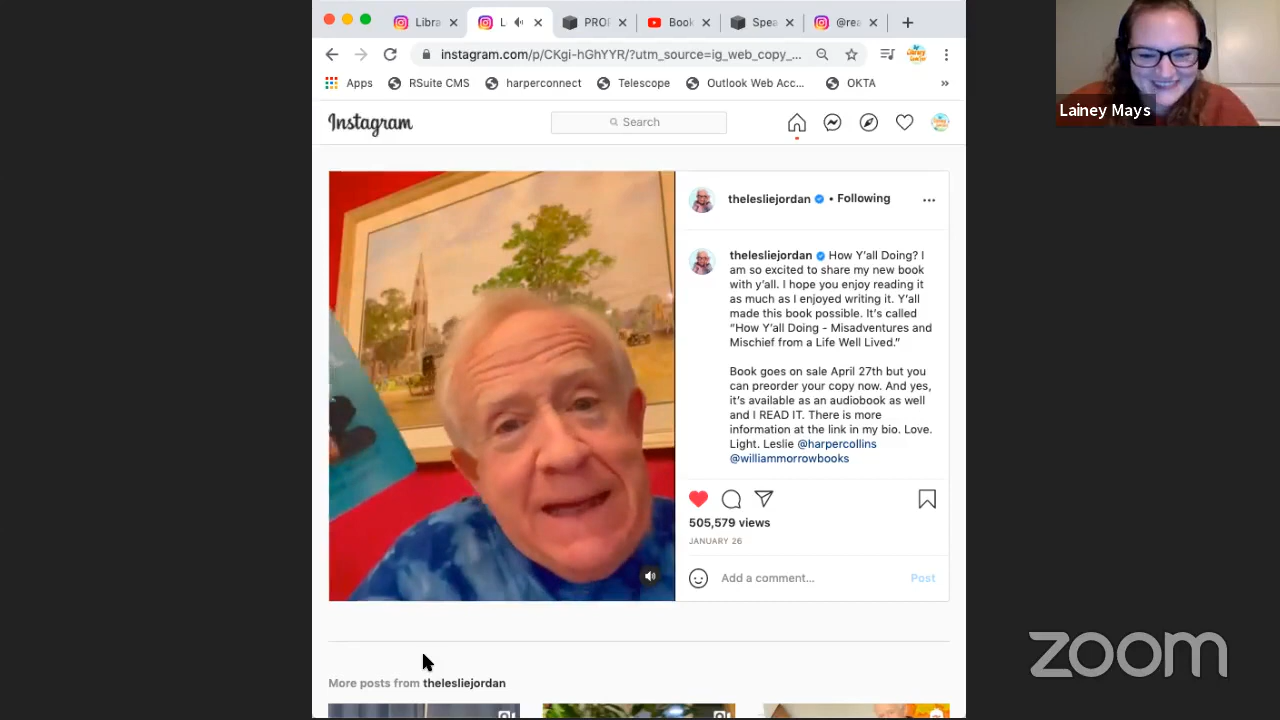 Libra
L
PROI
Book
Spea
@rea
instagram.com/p/CKgi-hGhYYR/?utm_source=ig_web_copy_...
Apps
RSuite CMS
harperconnect
Telescope
Outlook Web Acc...
OKTA
»
Lainey Mays
Instagram
Search
thelesliejordan • Following
thelesliejordan How Y'all Doing? I
am so excited to share my new book
with y'all. I hope you enjoy reading it
as much as I enjoyed writing it. Y'all
made this book possible. It's called
“How Y'all Doing - Misadventures and
Mischief from a Life Well Lived.”
Book goes on sale April 27th but you
can preorder your copy now. And yes,
it's available as an audiobook as well
and I READ IT. There is more
information at the link in my bio. Love.
Light. Leslie @harpercollins
@williammorrowbooks
505,579 views
JANUARY 26
Add a comment...
Post
More posts from thelesliejordan
zoom